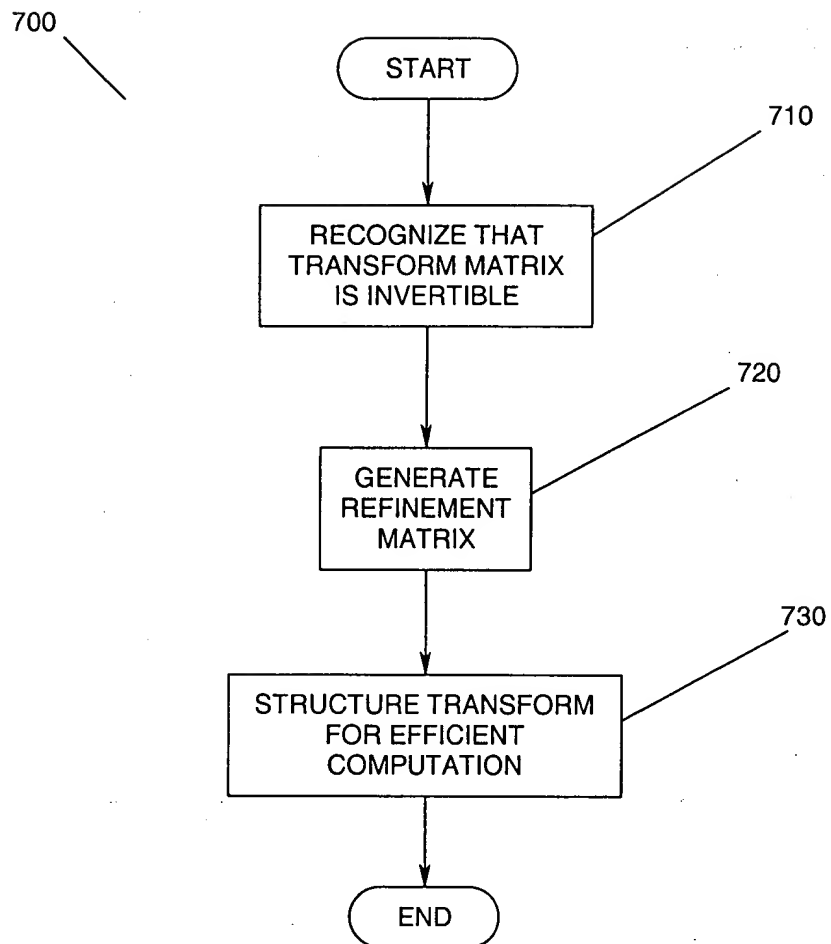 700
START
710
RECOGNIZE THAT
TRANSFORM MATRIX
IS INVERTIBLE
720
GENERATE
REFINEMENT
MATRIX
730
STRUCTURE TRANSFORM
FOR EFFICIENT
COMPUTATION
END